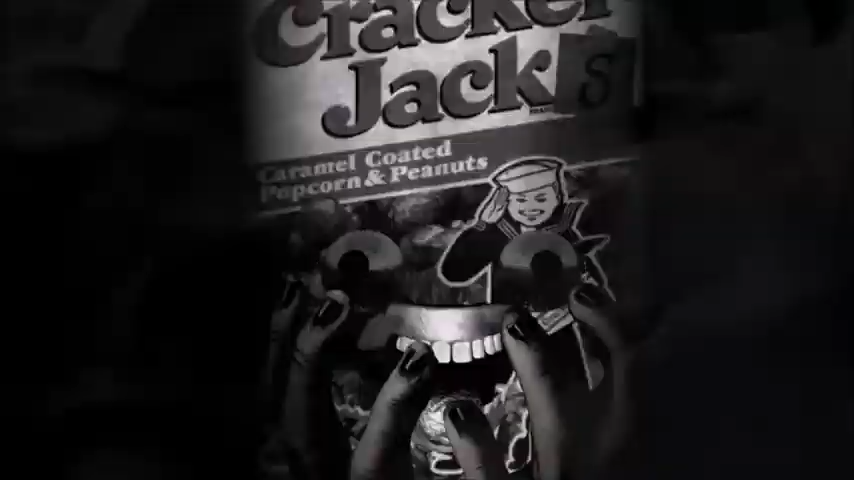 Cracker
Jack
S
Caramel Coated
Popcorn & Peanuts